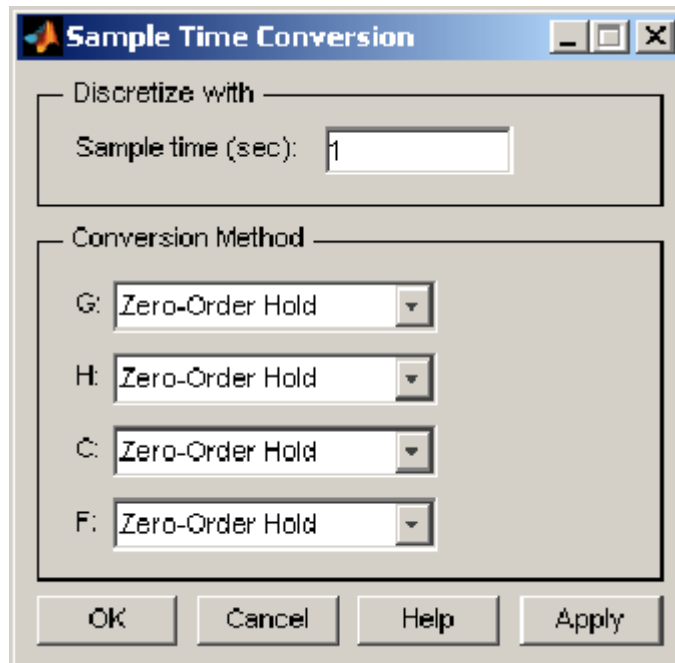 Sample Time Conversion
Discretize with
Sample time (sec): 1
Conversion Method
G: Zero-Order Hold
H: Zero-Order Hold
C: Zero-Order Hold
F: Zero-Order Hold
OK Cancel Help Apply